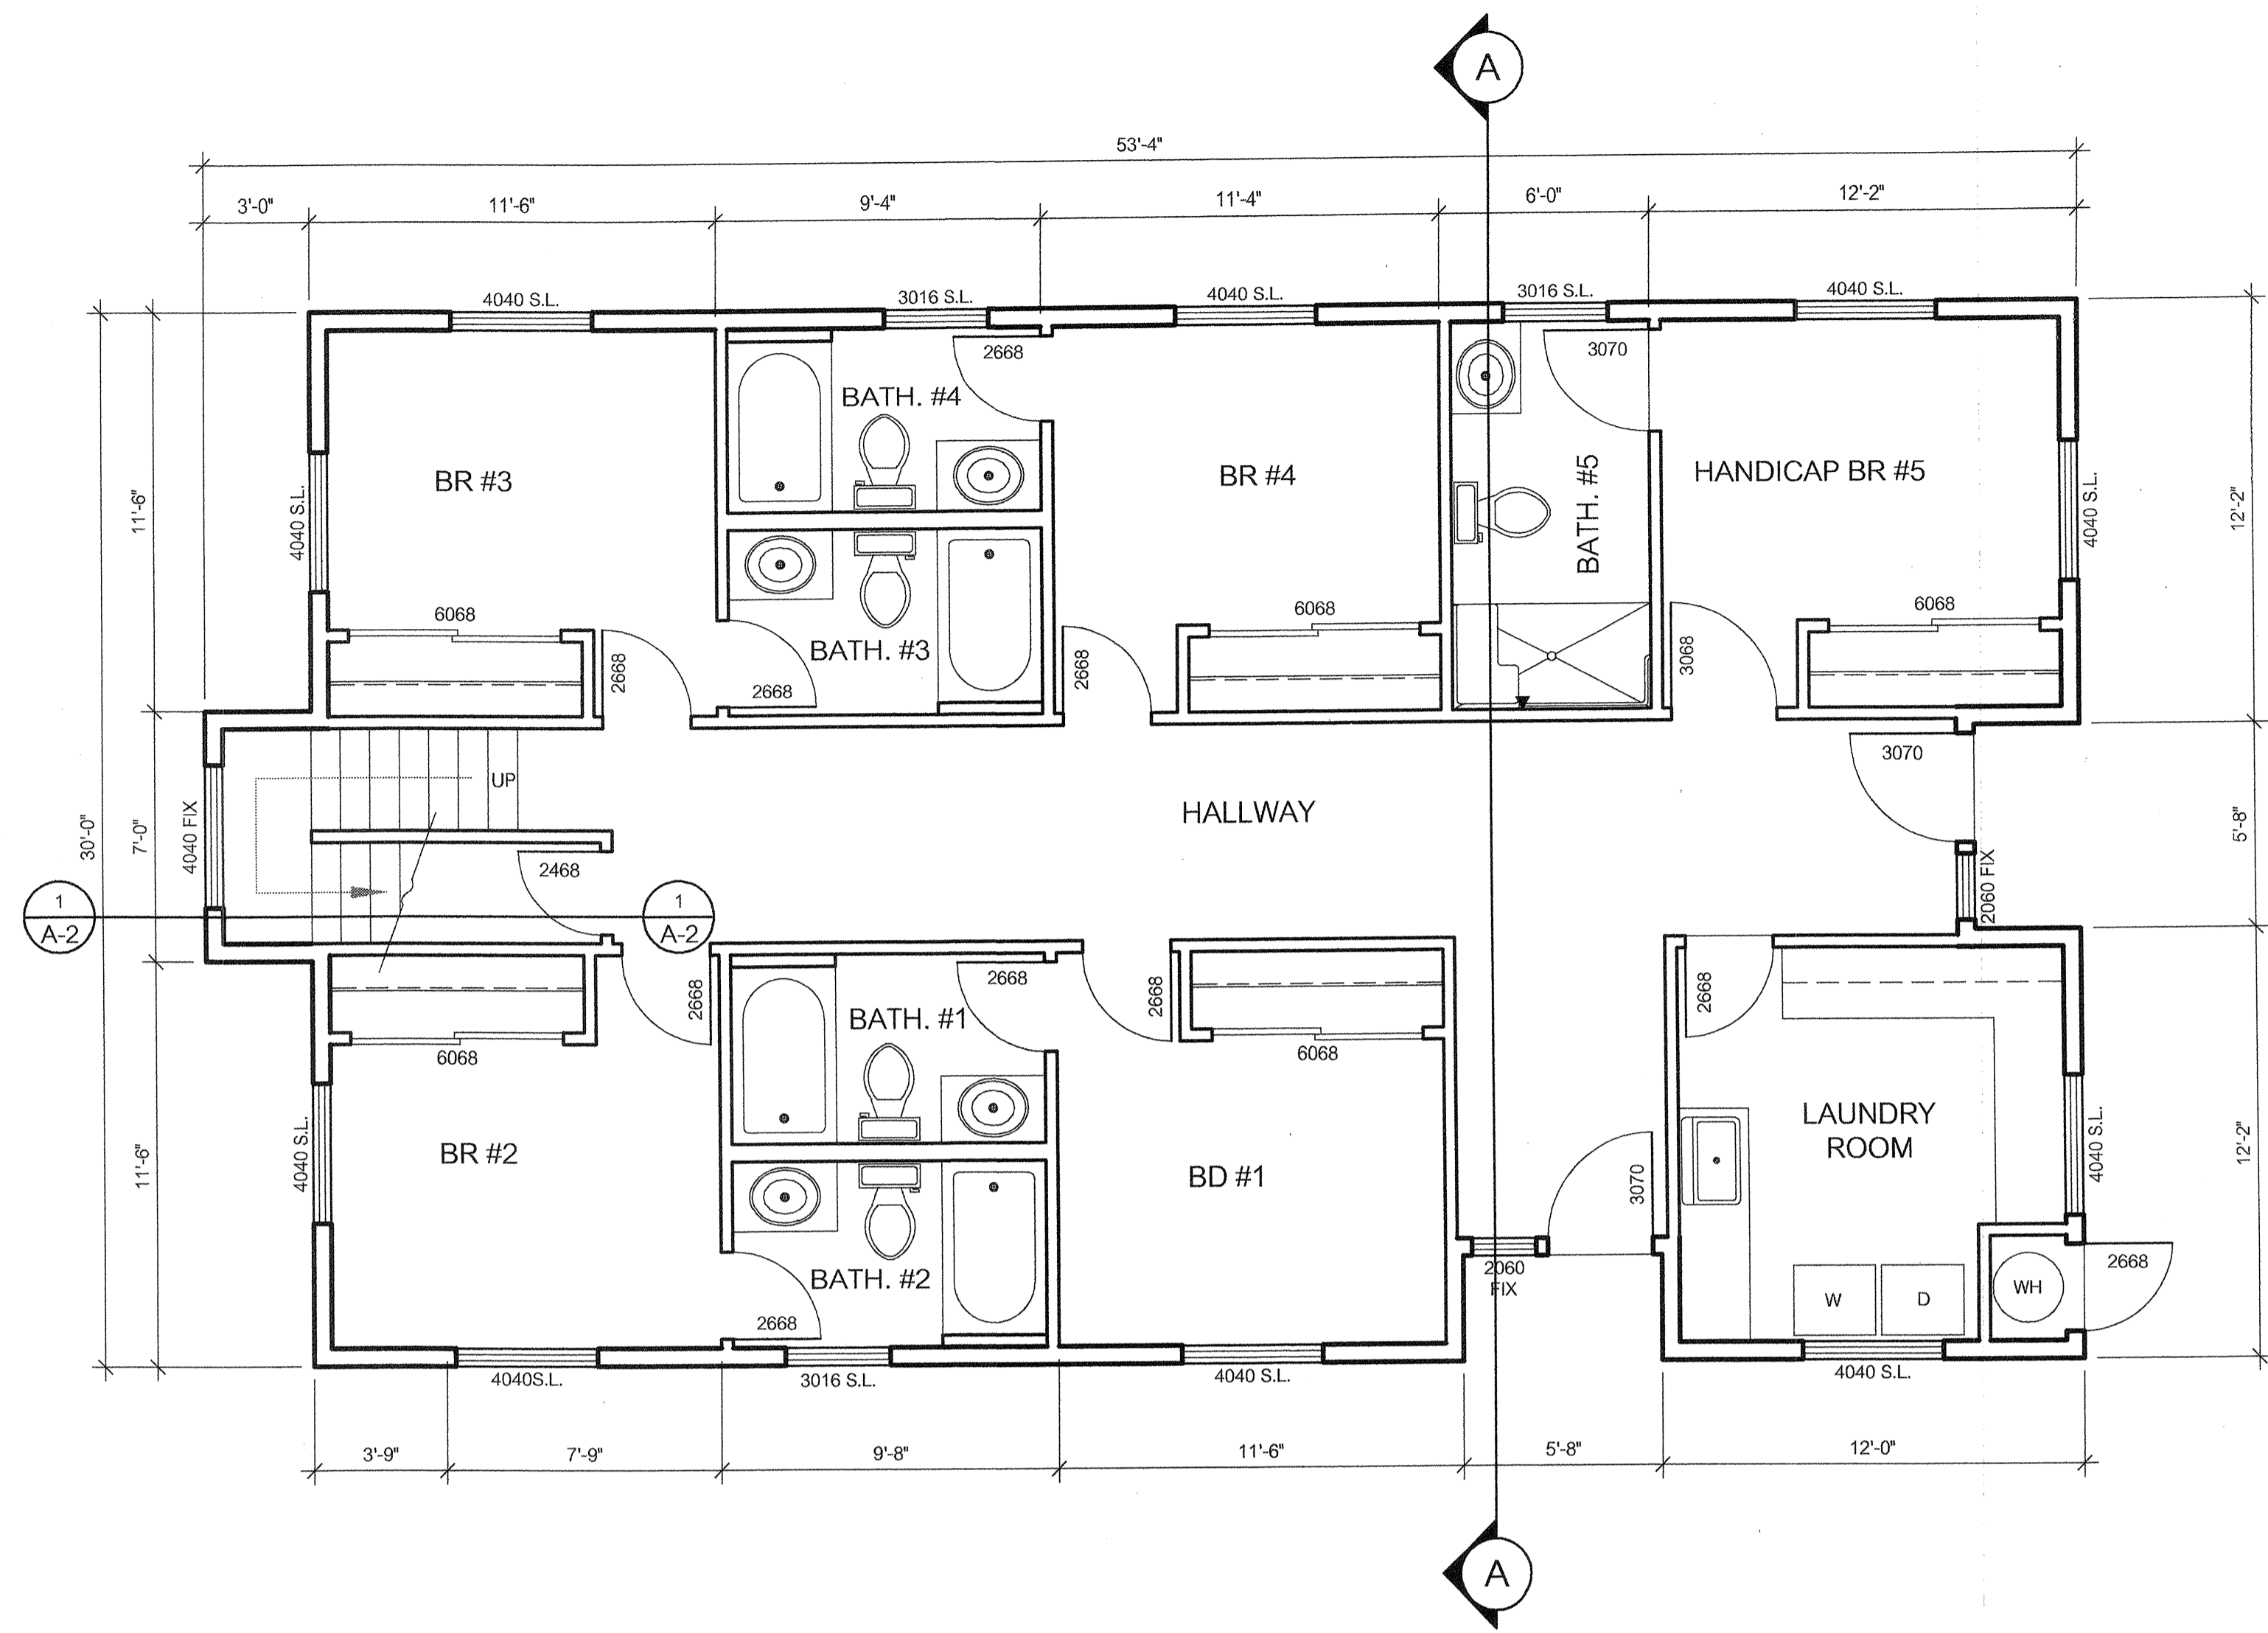 A
53'-4"
3'-0"
11'-6"
9'-4"
11'-4"
6'-0"
12'-2"
4040 S.L.
3016 S.L.
4040 S.L.
3016 S.L.
4040 S.L.
2668
3070
BATH. #4
BR #3
BR #4
BATH. #5
HANDICAP BR #5
4040 S.L.
11'-6"
4040 S.L.
12'-2"
6068
6068
6068
BATH. #3
2668
2668
2668
3068
UP
3070
HALLWAY
4040 FIX
7'-0"
30'-0"
5'-8"
2468
2060 FIX
1
A-2
1
A-2
2668
2668
2668
2668
BATH. #1
6068
6068
LAUNDRY
ROOM
4040 S.L.
11'-6"
BR #2
BD #1
3070
4040 S.L.
12'-2"
BATH. #2
2668
2060
FIX
W
D
WH
2668
4040S.L.
3016 S.L.
4040 S.L.
4040 S.L.
3'-9"
7'-9"
9'-8"
11'-6"
5'-8"
12'-0"
A